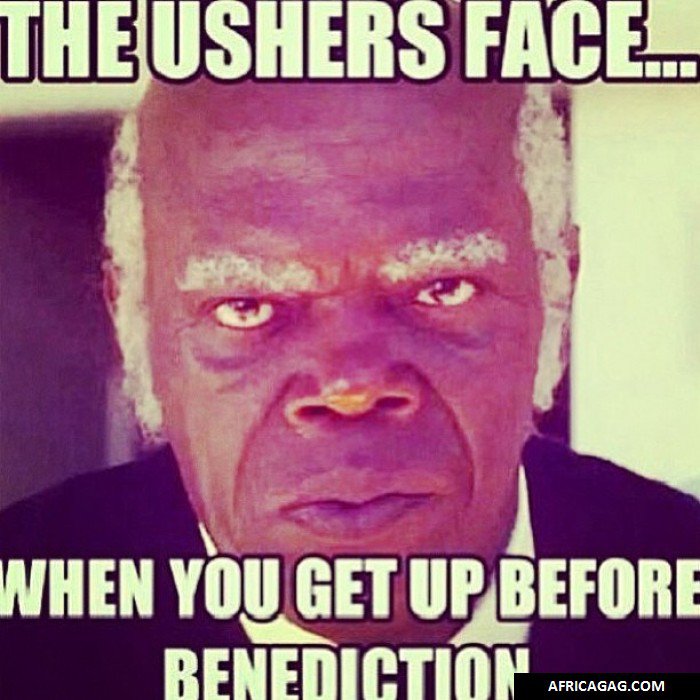 THE USHERS FACE...
WHEN YOU GET UP BEFORE
BENEDICTION
AFRICAGAG.COM